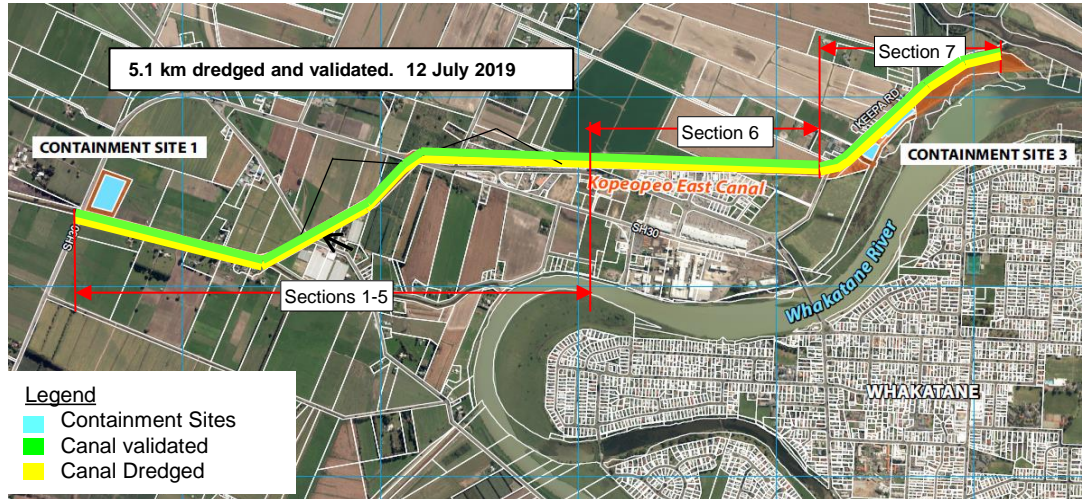 5.1 km dredged and validated. 12 July 2019
Section 7
KEEPA RD
Section 6
CONTAINMENT SITE 1
CONTAINMENT SITE 3
Kopeopeo East Canal
SH30
SH30
Sections 1-5
Whakatane River
WHAKATANE
Legend
Containment Sites
Canal validated
Canal Dredged